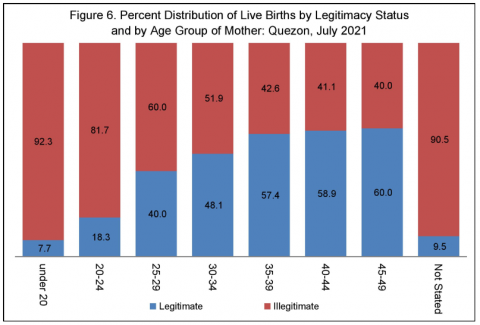 Figure 6. Percent Distribution of Live Births by Legitimacy Status
and by Age Group of Mother: Quezon, July 2021
92.3 81.7 60.0 51.9 42.6 41.1 40.0 90.5
7.7 18.3 40.0 48.1 57.4 58.9 60.0 9.5
under 20
20-24
25-29
30-34
35-39
40-44
45-49
Not Stated
Legitimate Illegitimate